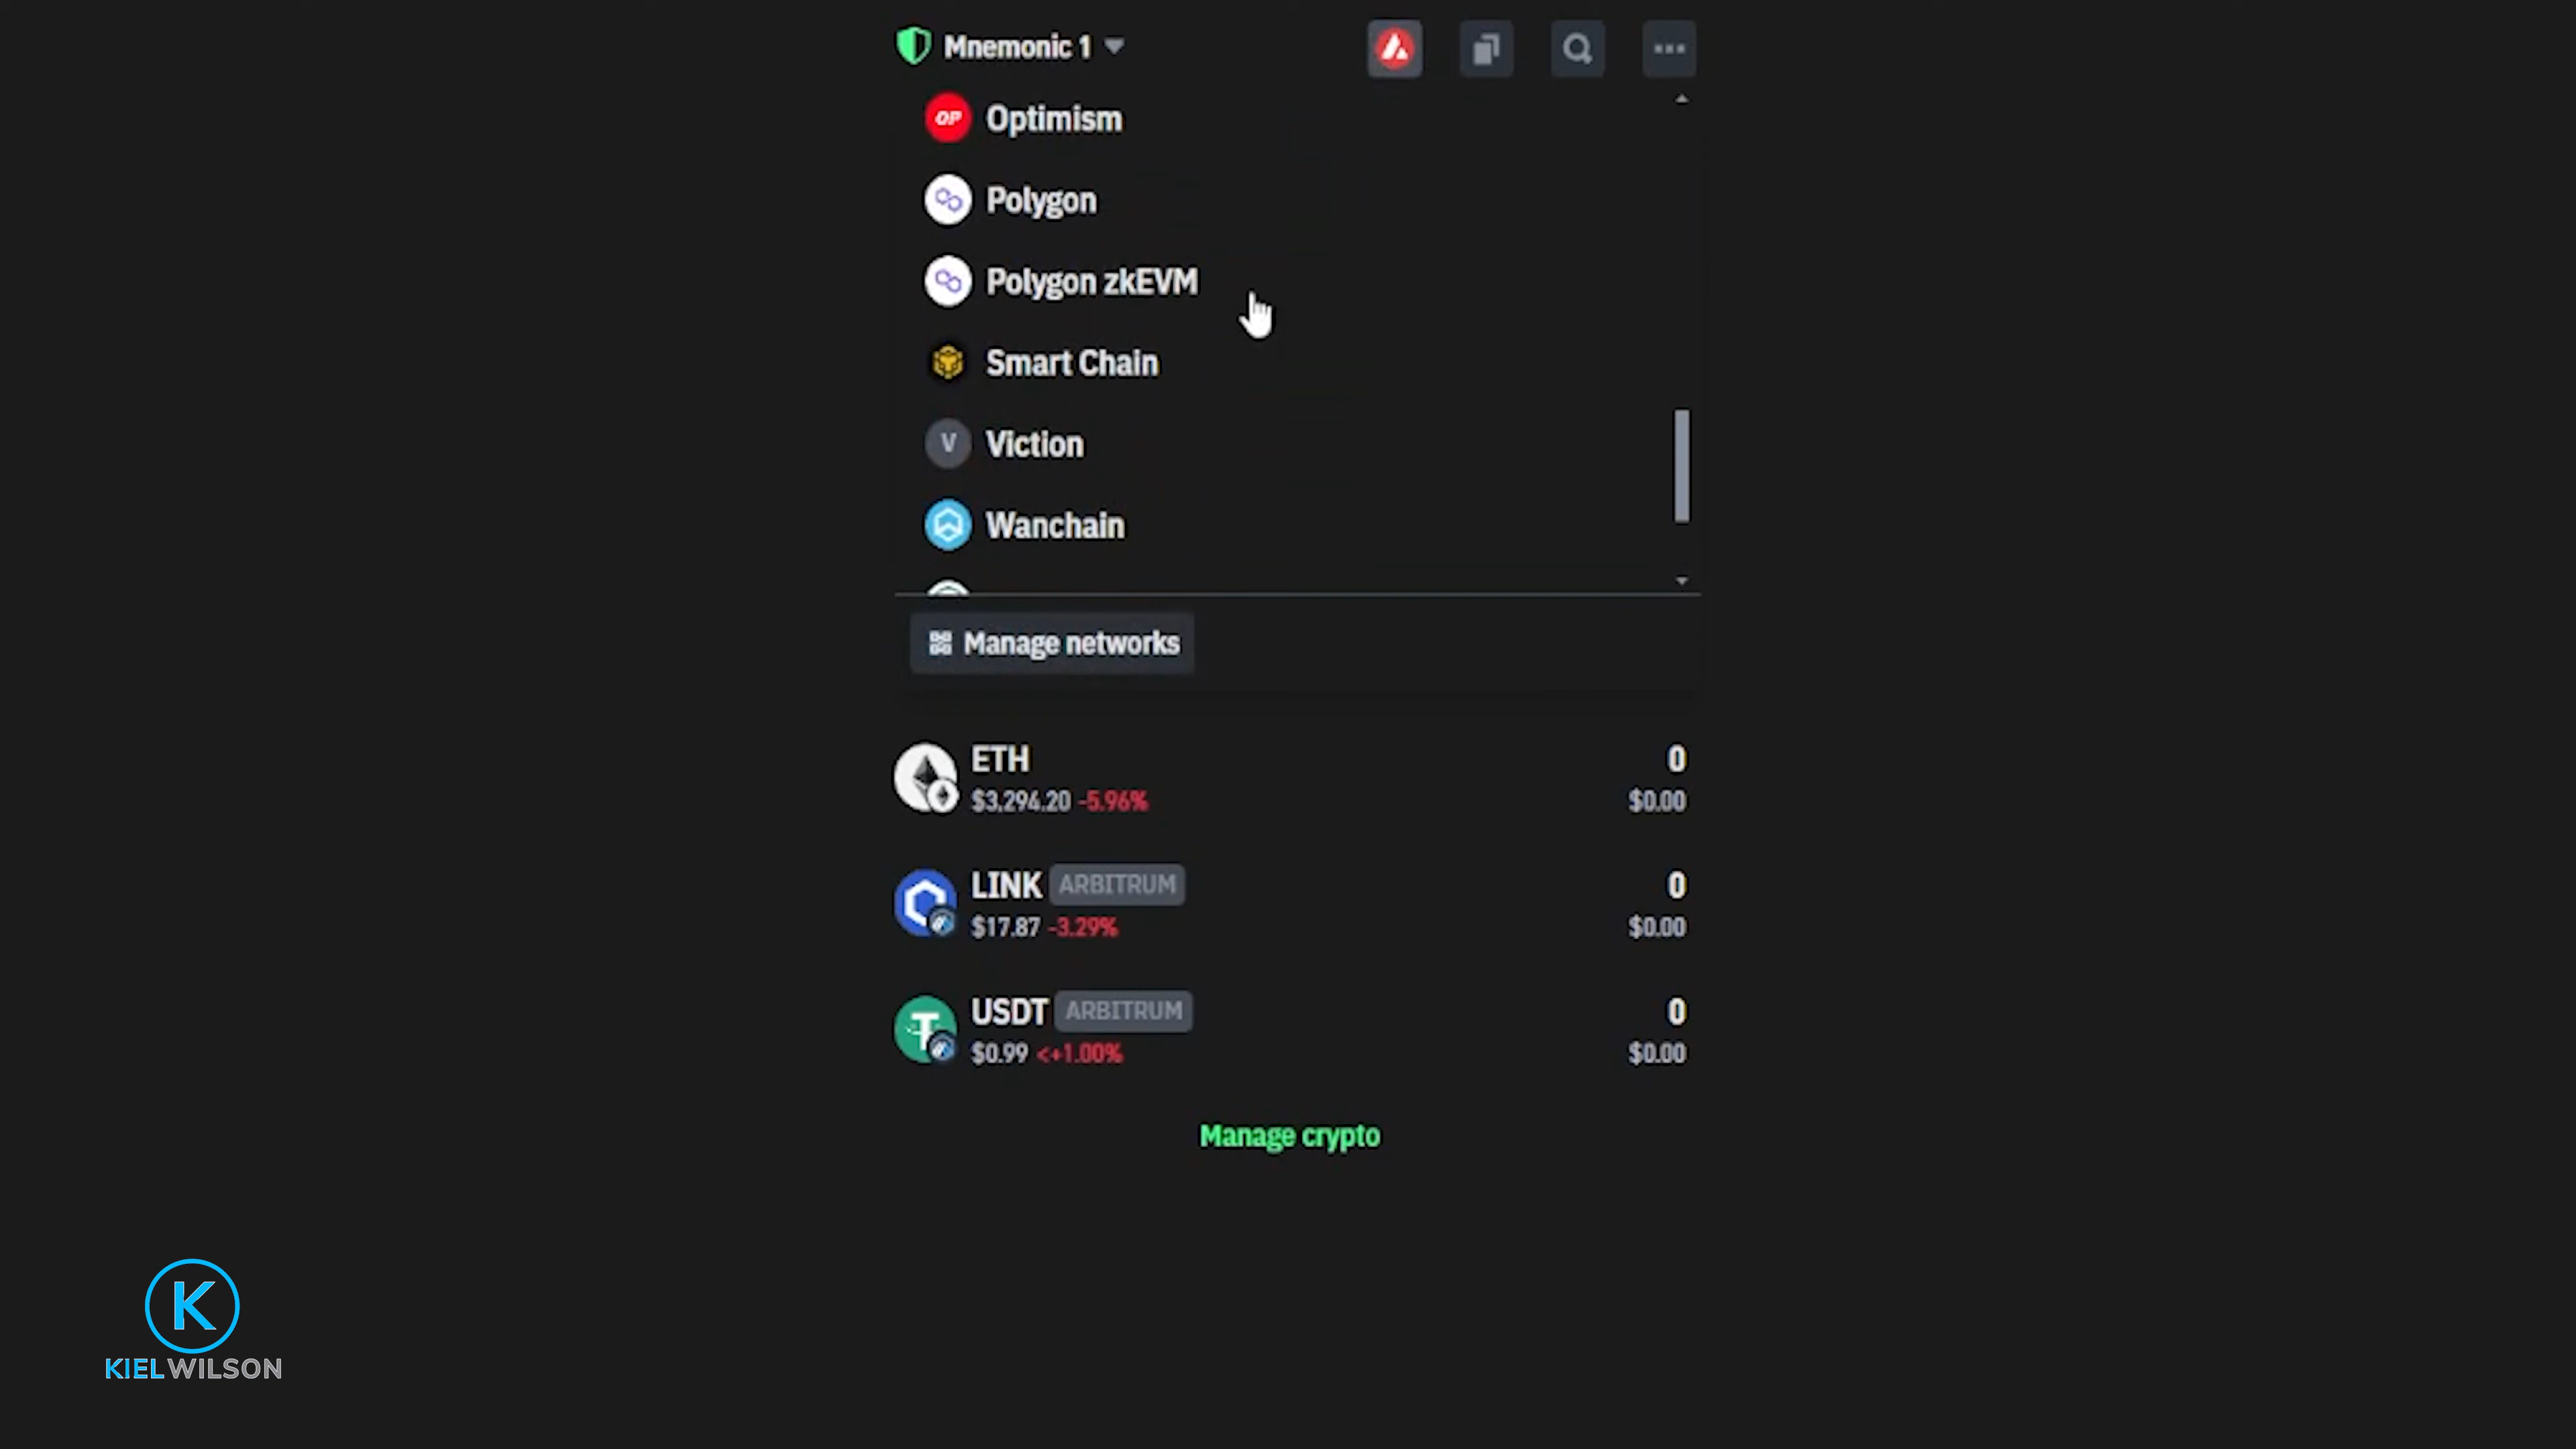 Mnemonic 1
OP Optimism
Polygon
Polygon zkEVM
Smart Chain
V Viction
Wanchain
Manage networks
ETH 0
$3,294.20 -5.96% $0.00
LINK ARBITRUM 0
$17.87 -3.29% $0.00
USDT ARBITRUM 0
$0.99 <+1.00% $0.00
Manage crypto
K
KIELWILSON